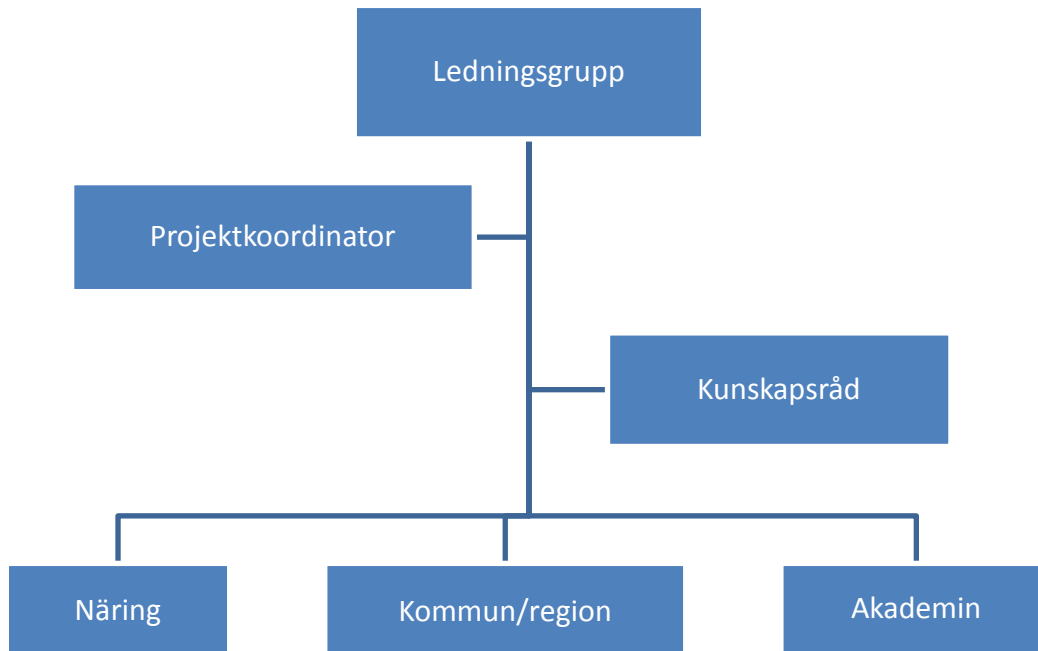 Ledningsgrupp
Projektkoordinator
Kunskapsråd
Näring
Kommun/region
Akademin